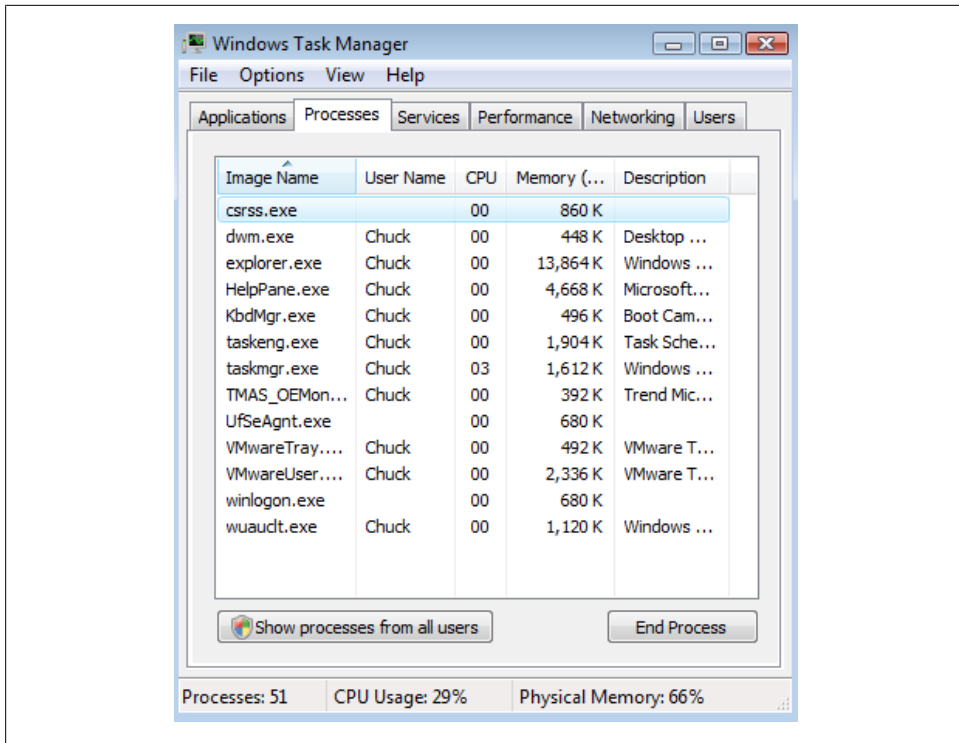 Windows Task Manager
File Options View Help
Applications Processes Services Performance Networking Users
Image Name User Name CPU Memory (... Description
csrss.exe 00 860 K
dwm.exe Chuck 00 448 K Desktop ...
explorer.exe Chuck 00 13,864 K Windows ...
HelpPane.exe Chuck 00 4,668 K Microsoft...
KbdMgr.exe Chuck 00 496 K Boot Cam...
taskeng.exe Chuck 00 1,904 K Task Sche...
taskmgr.exe Chuck 03 1,612 K Windows ...
TMAS_OEMon... Chuck 00 392 K Trend Mic...
UfSeAgnt.exe 00 680 K
VMwareTray.... Chuck 00 492 K VMware T...
VMwareUser.... Chuck 00 2,336 K VMware T...
winlogon.exe 00 680 K
wuauclt.exe Chuck 00 1,120 K Windows ...
Show processes from all users End Process
Processes: 51 CPU Usage: 29% Physical Memory: 66%